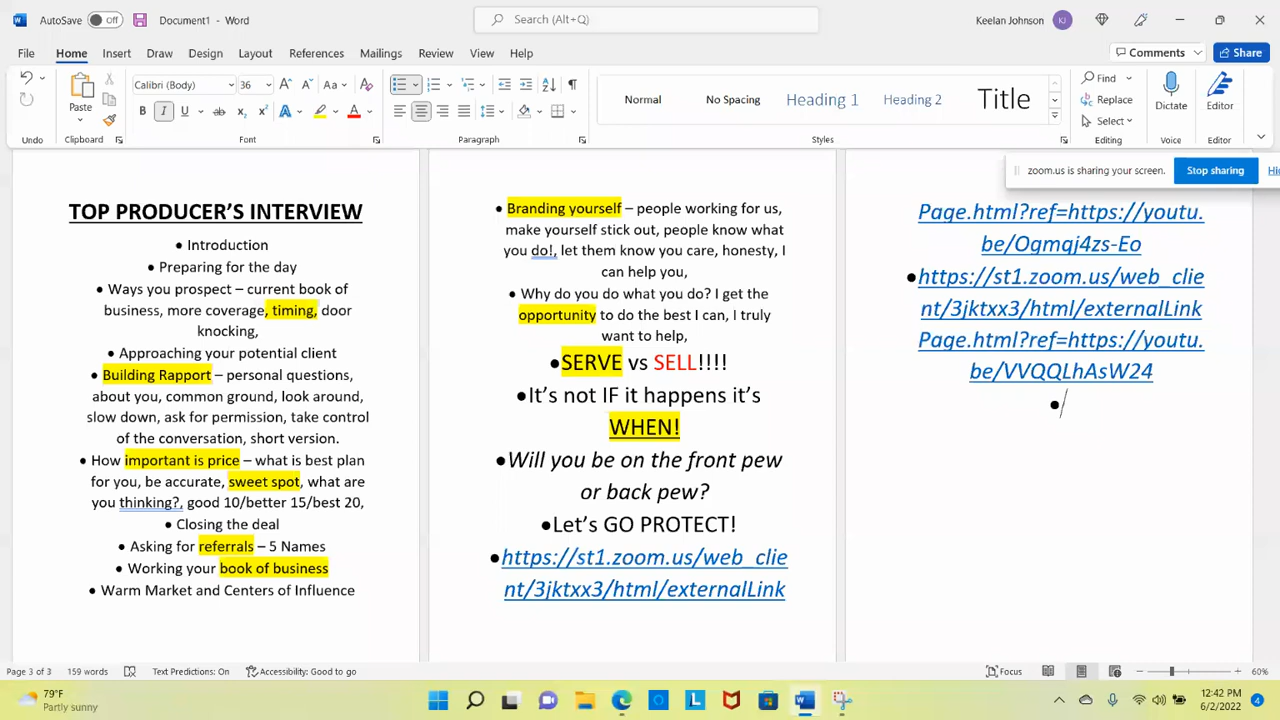 AutoSave Off Document1 - Word Search (Alt+Q) Keelan Johnson KJ
File Home Insert Draw Design Layout References Mailings Review View Help Comments Share
Calibri (Body) 36 Aa Normal No Spacing Heading 1 Heading 2 Title Find
Paste Replace Dictate Editor
B I U ab x₂ x² A A Select
Undo Clipboard Font Paragraph Styles Editing Voice Editor
zoom.us is sharing your screen. Stop sharing Hid
TOP PRODUCER'S INTERVIEW
• Introduction
• Preparing for the day
• Ways you prospect – current book of
business, more coverage, timing, door
knocking,
• Approaching your potential client
• Building Rapport – personal questions,
about you, common ground, look around,
slow down, ask for permission, take control
of the conversation, short version.
• How important is price – what is best plan
for you, be accurate, sweet spot, what are
you thinking?, good 10/better 15/best 20,
• Closing the deal
• Asking for referrals – 5 Names
• Working your book of business
• Warm Market and Centers of Influence
• Branding yourself – people working for us,
make yourself stick out, people know what
you do!, let them know you care, honesty, I
can help you,
• Why do you do what you do? I get the
opportunity to do the best I can, I truly
want to help,
•SERVE vs SELL!!!!
•It's not IF it happens it's
WHEN!
•Will you be on the front pew
or back pew?
•Let's GO PROTECT!
•https://st1.zoom.us/web_clie
nt/3jktxx3/html/externalLink
Page.html?ref=https://youtu.
be/Ogmqj4zs-Eo
•https://st1.zoom.us/web_clie
nt/3jktxx3/html/externalLink
Page.html?ref=https://youtu.
be/VVQQLhAsW24
•
Page 3 of 3 159 words Text Predictions: On Accessibility: Good to go Focus 60%
79°F
Partly sunny
12:42 PM
6/2/2022 4